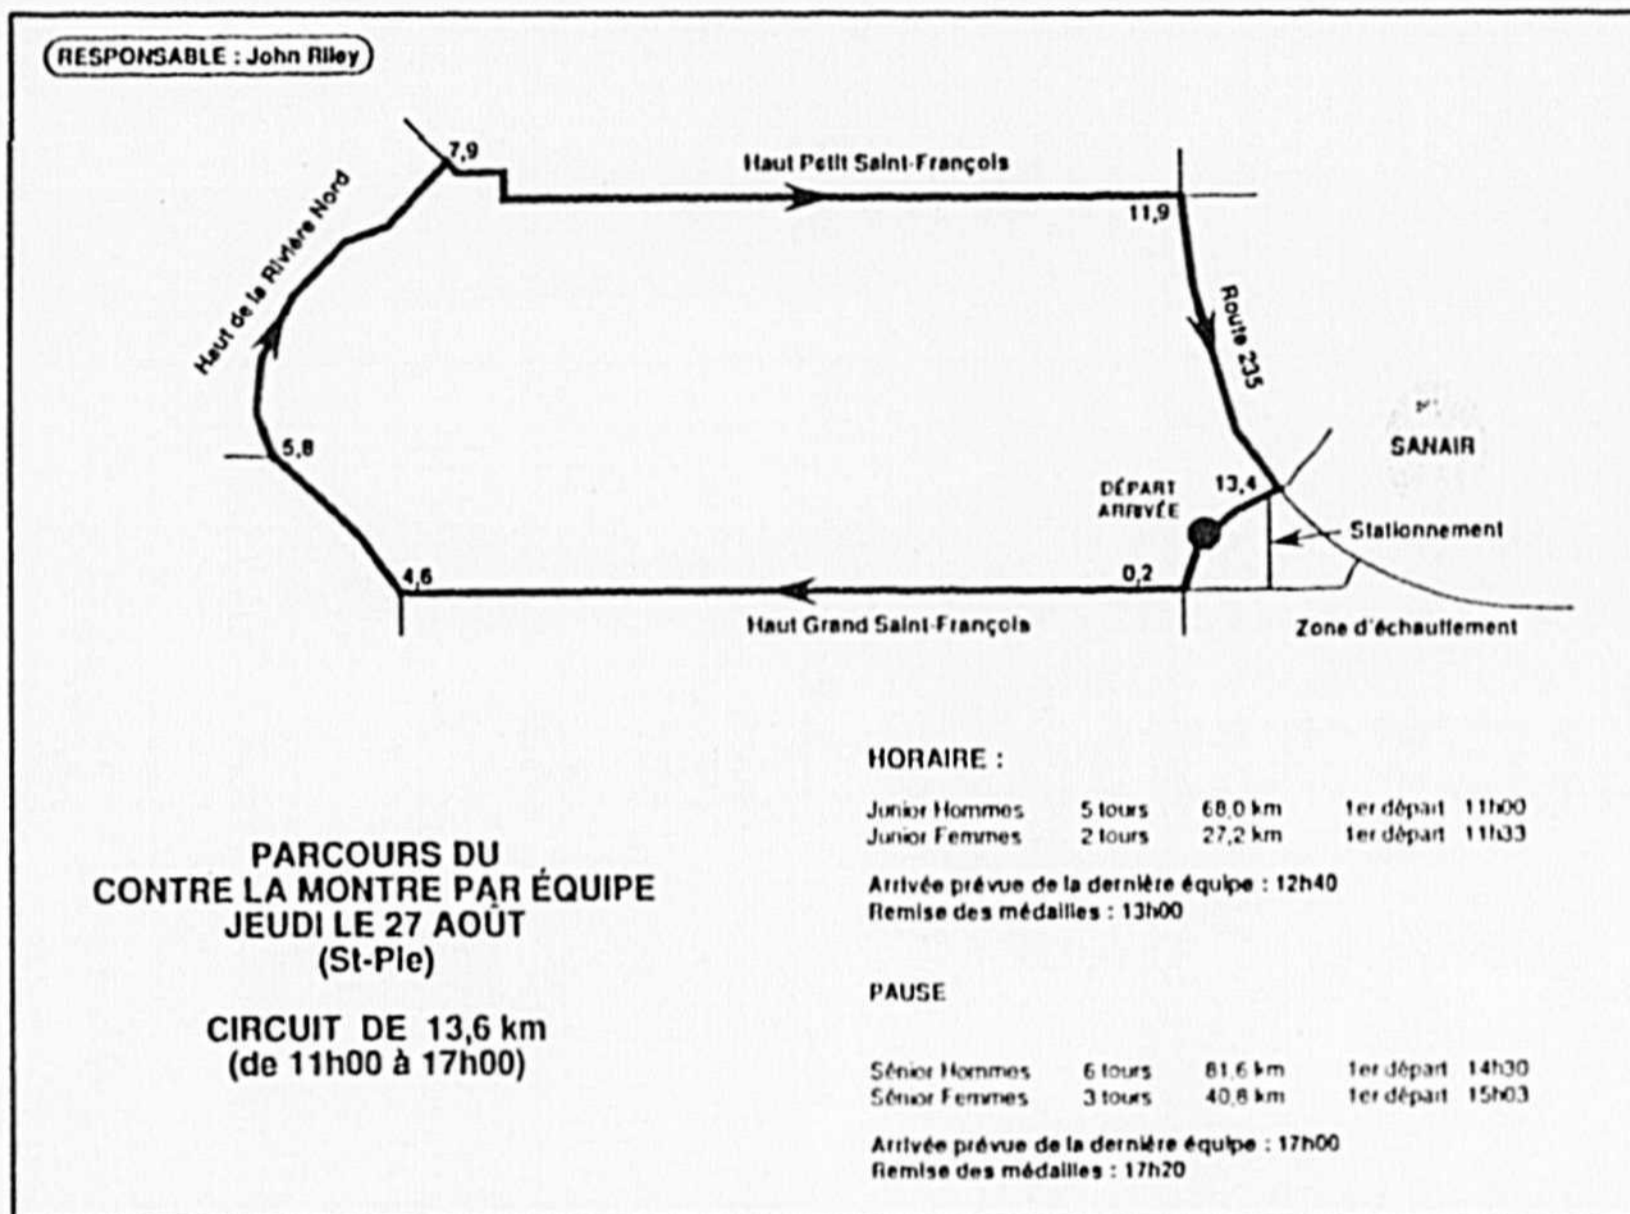 RESPONSABLE : John Riley
7,9
Haut Petit Saint-François
11,9
Haut de la Rivière Nord
Route 235
5,8
SANAIR
DÉPART
ARRIVÉE
13,4
Stationnement
4,6
0,2
Haut Grand Saint-François
Zone d'échauffement
HORAIRE :
Junior Hommes 5 tours 68,0 km 1er départ 11h00
Junior Femmes 2 tours 27,2 km 1er départ 11h33
Arrivée prévue de la dernière équipe : 12h40
Remise des médailles : 13h00
PARCOURS DU
CONTRE LA MONTRE PAR ÉQUIPE
JEUDI LE 27 AOÛT
(St-Pie)
CIRCUIT DE 13,6 km
(de 11h00 à 17h00)
PAUSE
Sénior Hommes 6 tours 81,6 km 1er départ 14h30
Sénior Femmes 3 tours 40,8 km 1er départ 15h03
Arrivée prévue de la dernière équipe : 17h00
Remise des médailles : 17h20